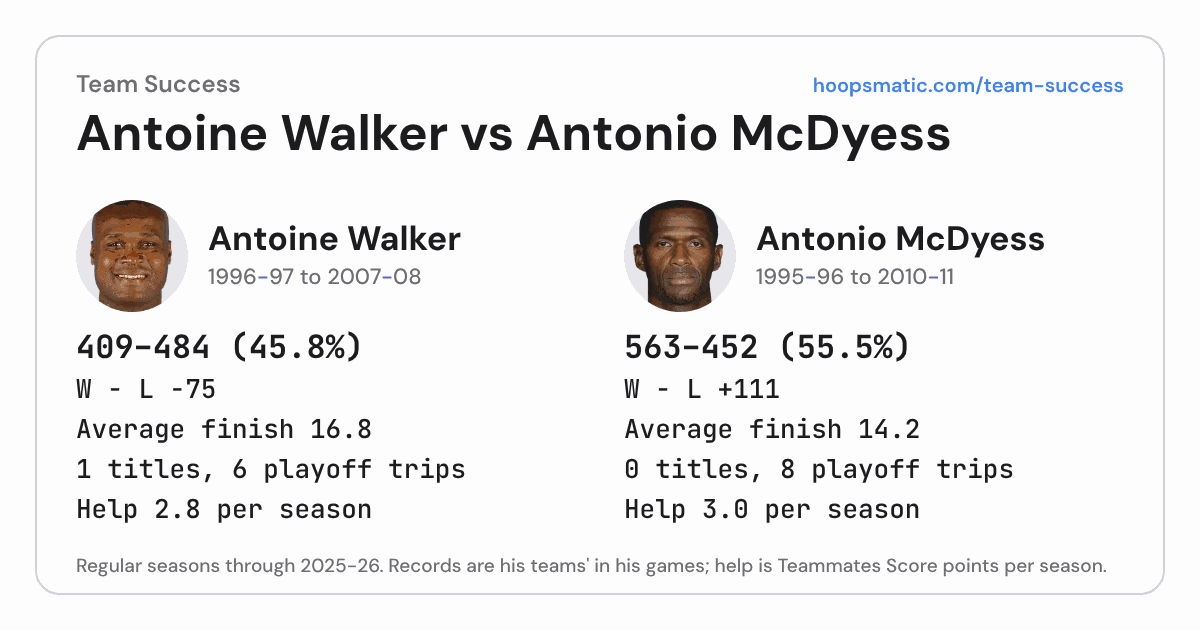 Team Success
hoopsmatic.com/team-success
Antoine Walker vs Antonio McDyess
Antoine Walker
1996–97 to 2007–08
409–484 (45.8%)
W - L -75
Average finish 16.8
1 titles, 6 playoff trips
Help 2.8 per season
Antonio McDyess
1995–96 to 2010–11
563–452 (55.5%)
W - L +111
Average finish 14.2
0 titles, 8 playoff trips
Help 3.0 per season
Regular seasons through 2025-26. Records are his teams' in his games; help is Teammates Score points per season.